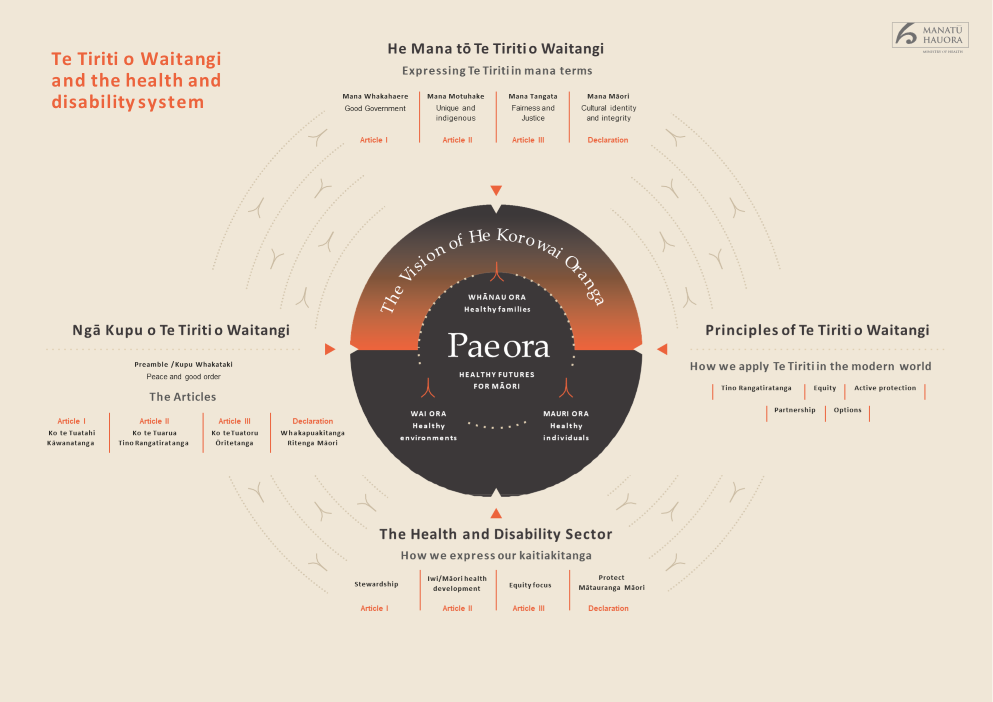 Te Tiriti o Waitangi
and the health and
disability system
MANATŪ
HAUORA
MINISTRY OF HEALTH
He Mana tō Te Tiriti o Waitangi
Expressing Te Tiriti in mana terms
Mana Whakahaere
Good Government
Article I
Mana Motuhake
Unique and
indigenous
Article II
Mana Tangata
Fairness and
Justice
Article III
Mana Māori
Cultural identity
and integrity
Declaration
The Vision of He Korowai Oranga
WHĀNAU ORA
Healthy families
Pae ora
HEALTHY FUTURES
FOR MĀORI
WAI ORA
Healthy
environments
MAURI ORA
Healthy
individuals
Ngā Kupu o Te Tiriti o Waitangi
Preamble / Kupu Whakataki
Peace and good order
The Articles
Article I
Ko te Tuatahi
Kāwanatanga
Article II
Ko te Tuarua
Tino Rangatiratanga
Article III
Ko te Tuatoru
Ōritetanga
Declaration
Whakapuakitanga
Ritenga Māori
Principles of Te Tiriti o Waitangi
How we apply Te Tiriti in the modern world
Tino Rangatiratanga
Equity
Active protection
Partnership
Options
The Health and Disability Sector
How we express our kaitiakitanga
Stewardship
Article I
Iwi/Māori health
development
Article II
Equity focus
Article III
Protect
Mātauranga Māori
Declaration